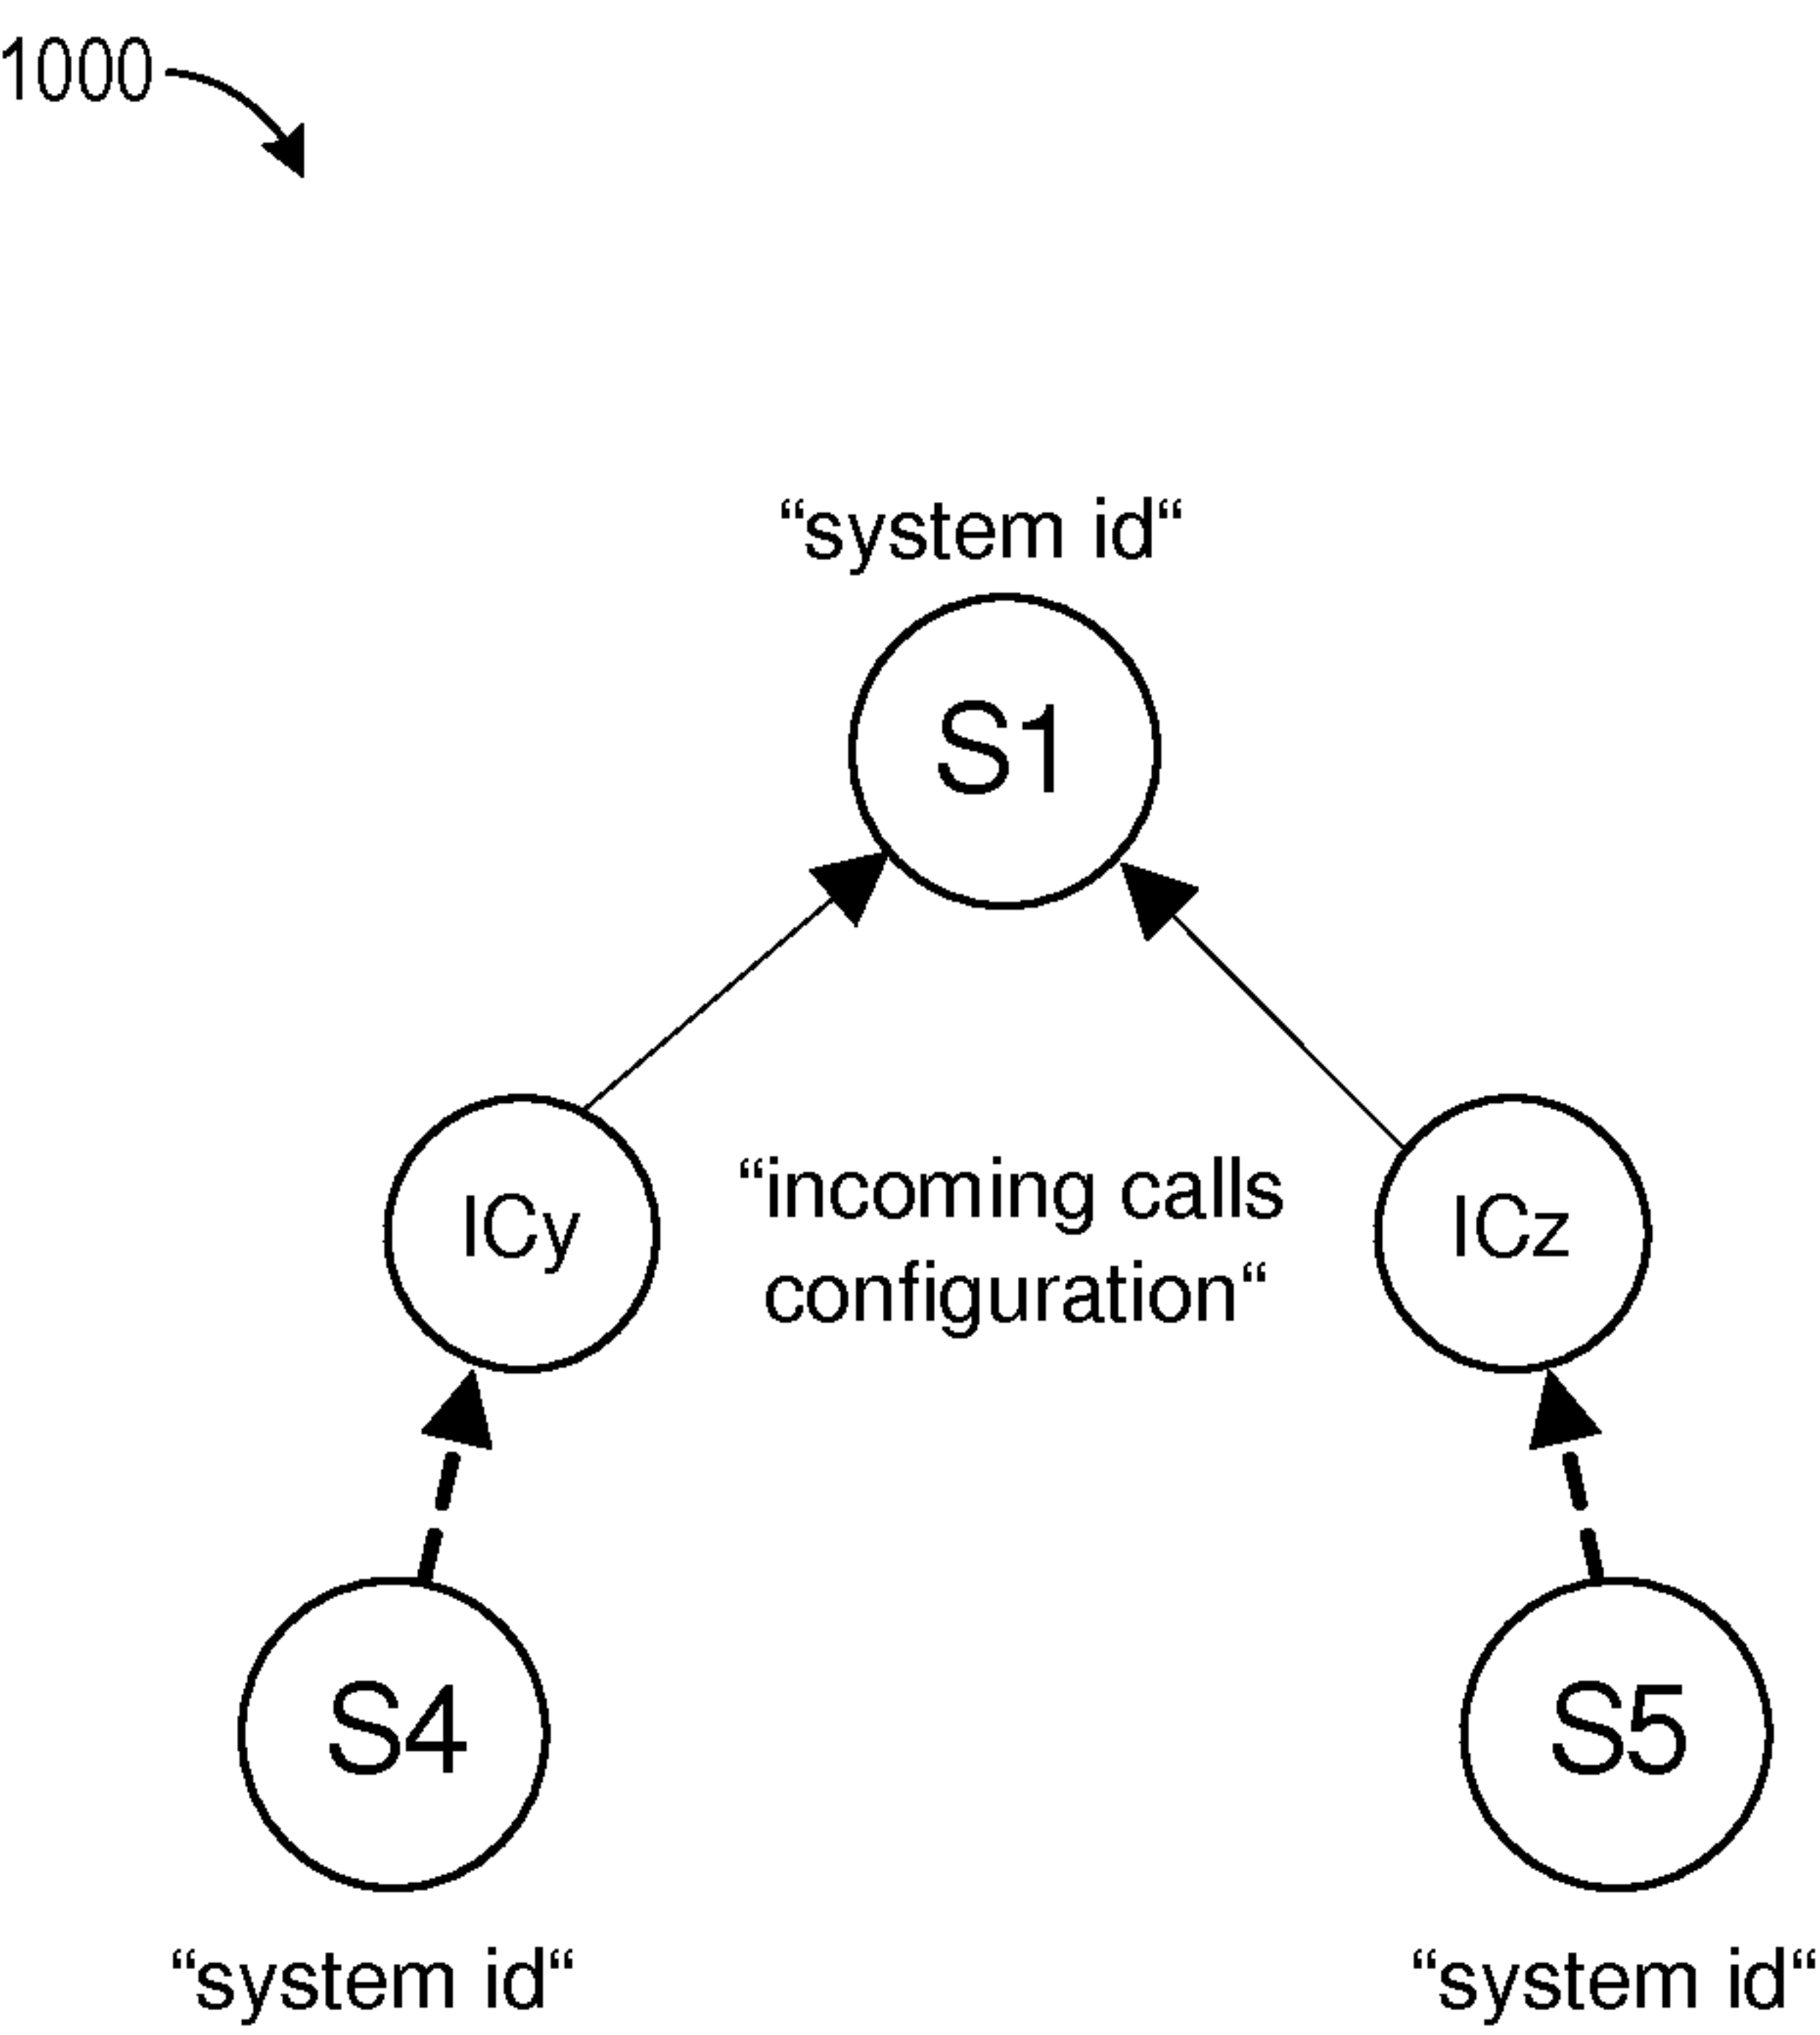 1000
“system id“
S1
ICy
“incoming calls
configuration“
ICz
S4
S5
“system id“
“system id“